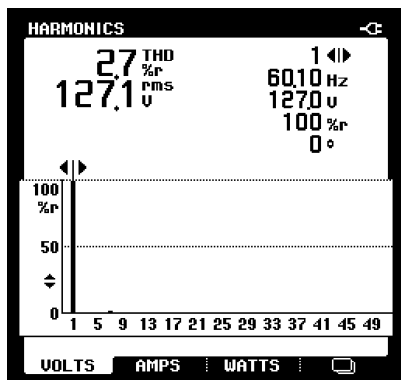 HARMONICS
2.7 THD %r
127.1 rms V
1
60.10 Hz
127.0 V
100 %r
0 °
100
%r
50
0
1 5 9 13 17 21 25 29 33 37 41 45 49
VOLTS AMPS WATTS